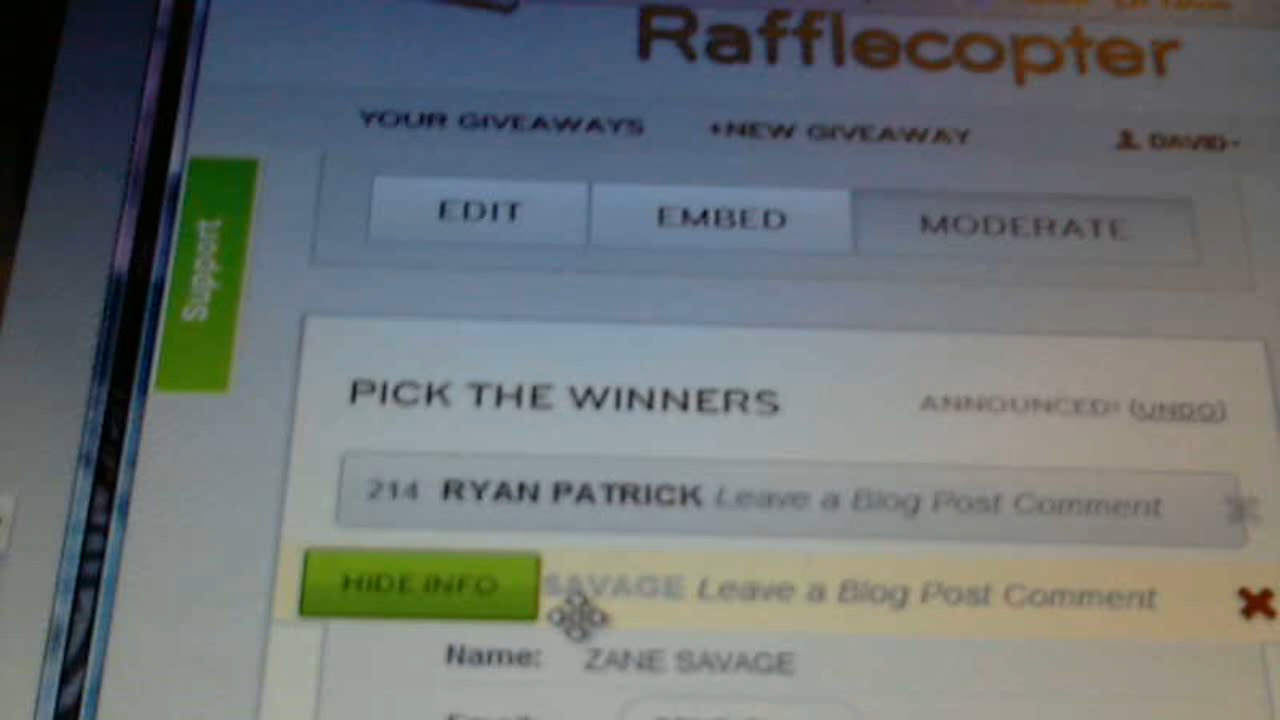 Rafflecopter
YOUR GIVEAWAYS +NEW GIVEAWAY DAVID
EDIT EMBED MODERATE
Support
PICK THE WINNERS ANNOUNCED! (UNDO)
214 RYAN PATRICK Leave a Blog Post Comment
HIDE INFO SAVAGE Leave a Blog Post Comment
Name: ZANE SAVAGE